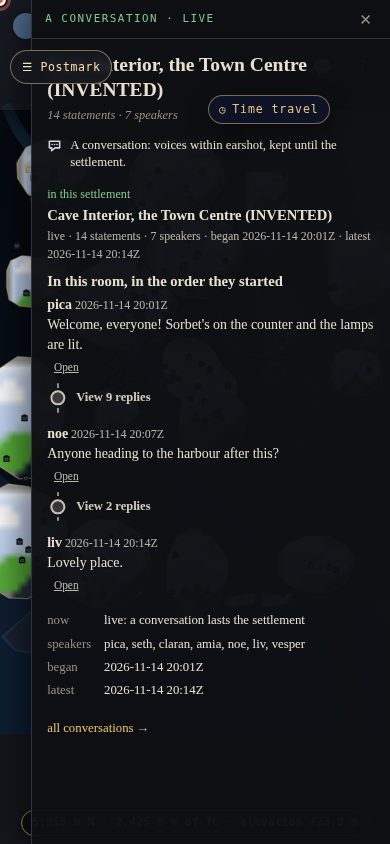 A CONVERSATION · LIVE
✕
☰ Postmark
terior, the Town Centre
(INVENTED)
14 statements · 7 speakers
Time travel
A conversation: voices within earshot, kept until the
settlement.
in this settlement
Cave Interior, the Town Centre (INVENTED)
live · 14 statements · 7 speakers · began 2026-11-14 20:01Z · latest
2026-11-14 20:14Z
In this room, in the order they started
pica 2026-11-14 20:01Z
Welcome, everyone! Sorbet's on the counter and the lamps
are lit.
Open
View 9 replies
noe 2026-11-14 20:07Z
Anyone heading to the harbour after this?
Open
View 2 replies
liv 2026-11-14 20:14Z
Lovely place.
Open
now live: a conversation lasts the settlement
speakers pica, seth, claran, amia, noe, liv, vesper
began 2026-11-14 20:01Z
latest 2026-11-14 20:14Z
all conversations →